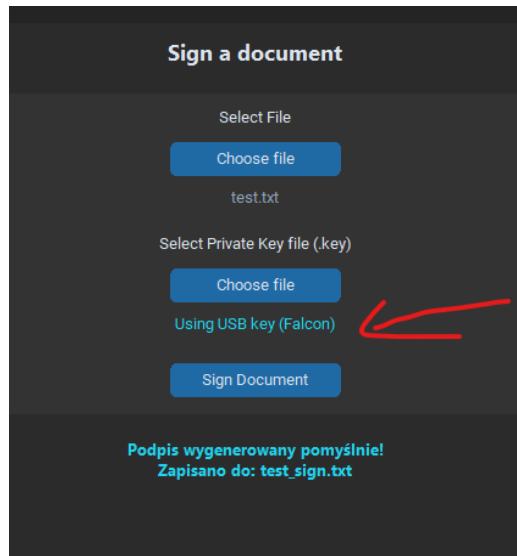 Sign a document
Select File
Choose file
test.txt
Select Private Key file (.key)
Choose file
Using USB key (Falcon)
Sign Document
Podpis wygenerowany pomyślnie!
Zapisano do: test_sign.txt